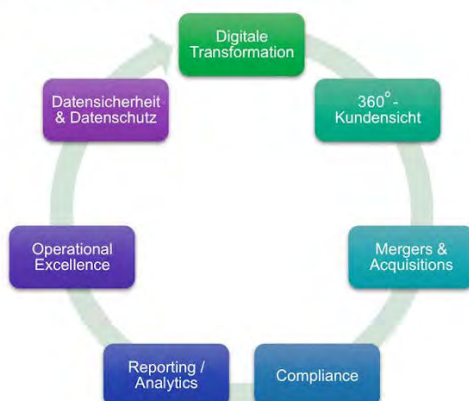 Digitale
Transformation
360°-
Kundensicht
Mergers &
Acquisitions
Compliance
Reporting /
Analytics
Operational
Excellence
Datensicherheit
& Datenschutz